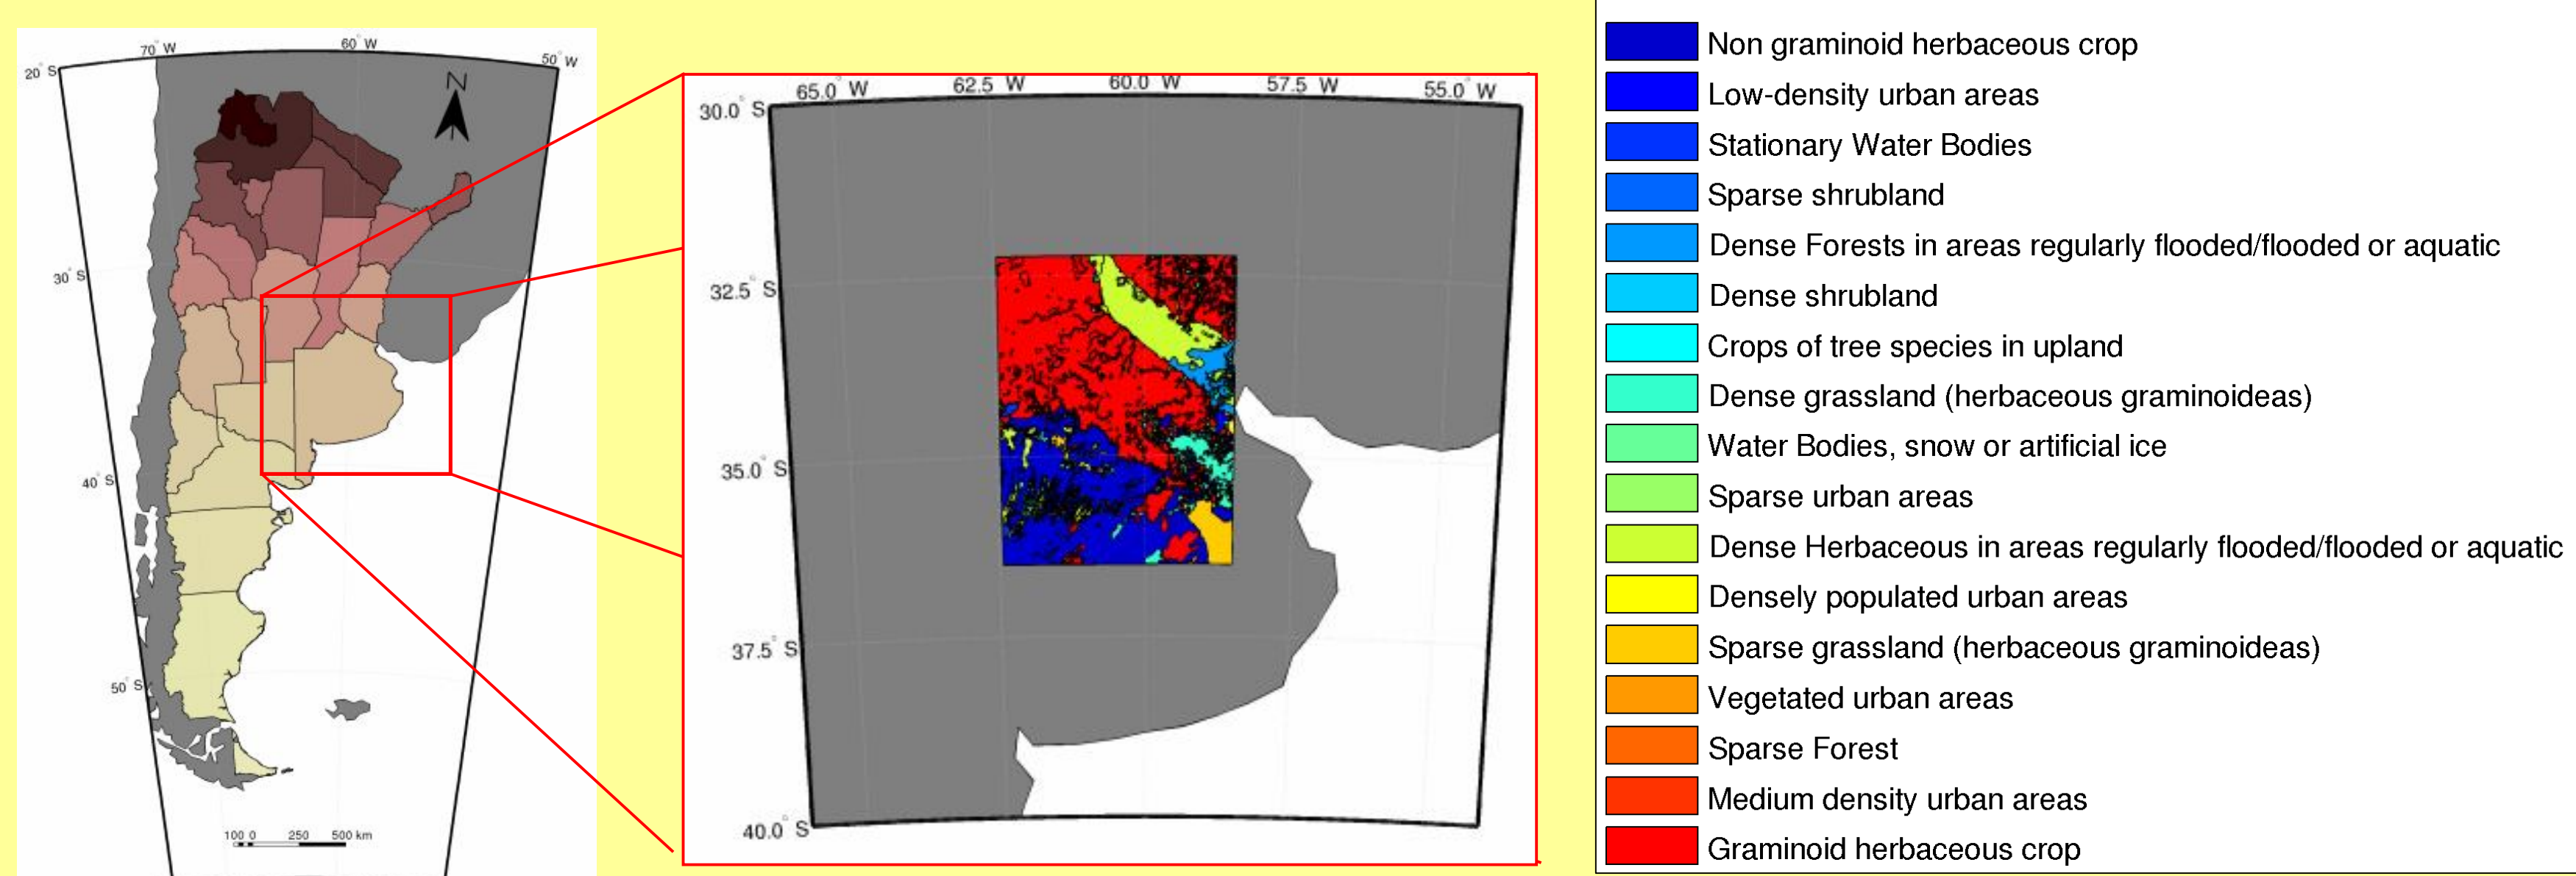 70° W
60° W
50° W
20° S
N
30° S
40° S
50° S
100 0 250 500 km
65.0° W
62.5° W
60.0° W
57.5° W
55.0° W
30.0° S
32.5° S
35.0° S
37.5° S
40.0° S
Non graminoid herbaceous crop
Low-density urban areas
Stationary Water Bodies
Sparse shrubland
Dense Forests in areas regularly flooded/flooded or aquatic
Dense shrubland
Crops of tree species in upland
Dense grassland (herbaceous graminoideas)
Water Bodies, snow or artificial ice
Sparse urban areas
Dense Herbaceous in areas regularly flooded/flooded or aquatic
Densely populated urban areas
Sparse grassland (herbaceous graminoideas)
Vegetated urban areas
Sparse Forest
Medium density urban areas
Graminoid herbaceous crop